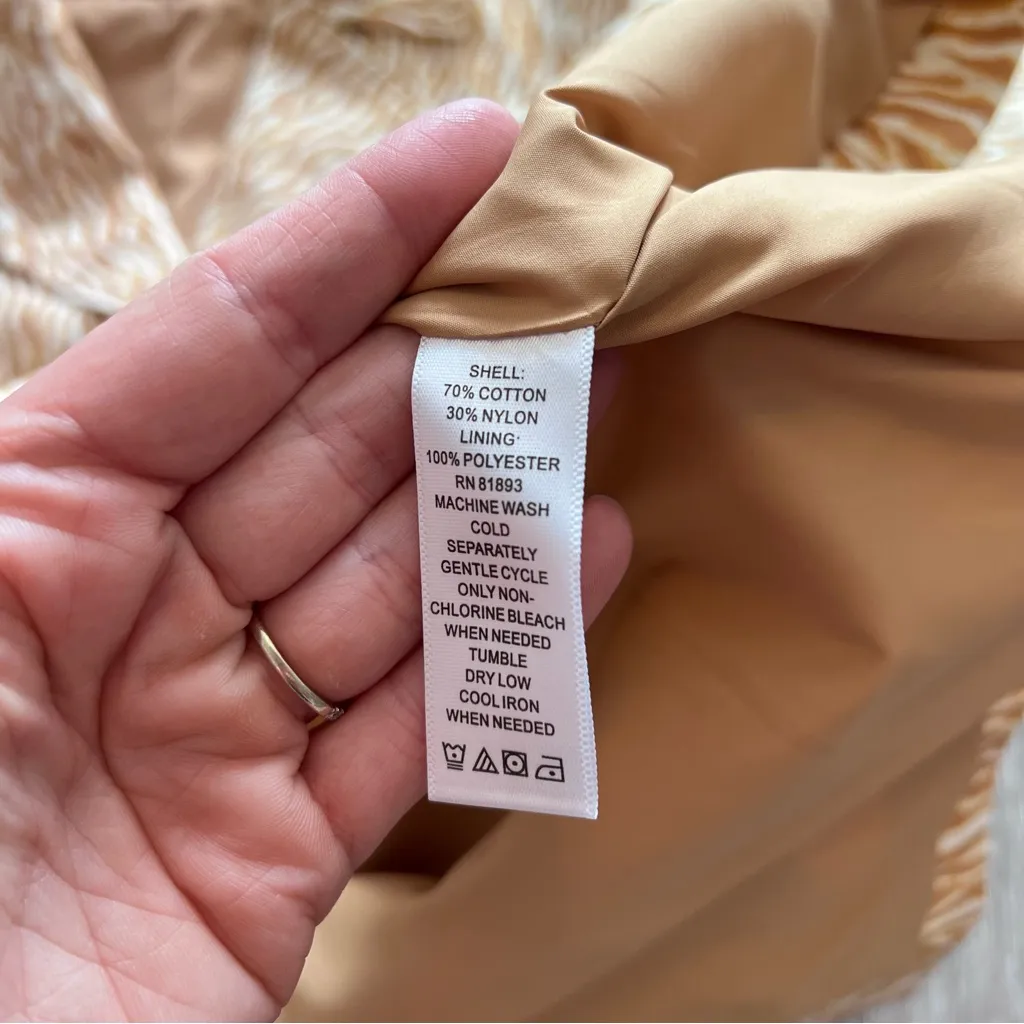 SHELL:
70% COTTON
30% NYLON
LINING:
100% POLYESTER
RN 81893
MACHINE WASH
COLD
SEPARATELY
GENTLE CYCLE
ONLY NON-
CHLORINE BLEACH
WHEN NEEDED
TUMBLE
DRY LOW
COOL IRON
WHEN NEEDED